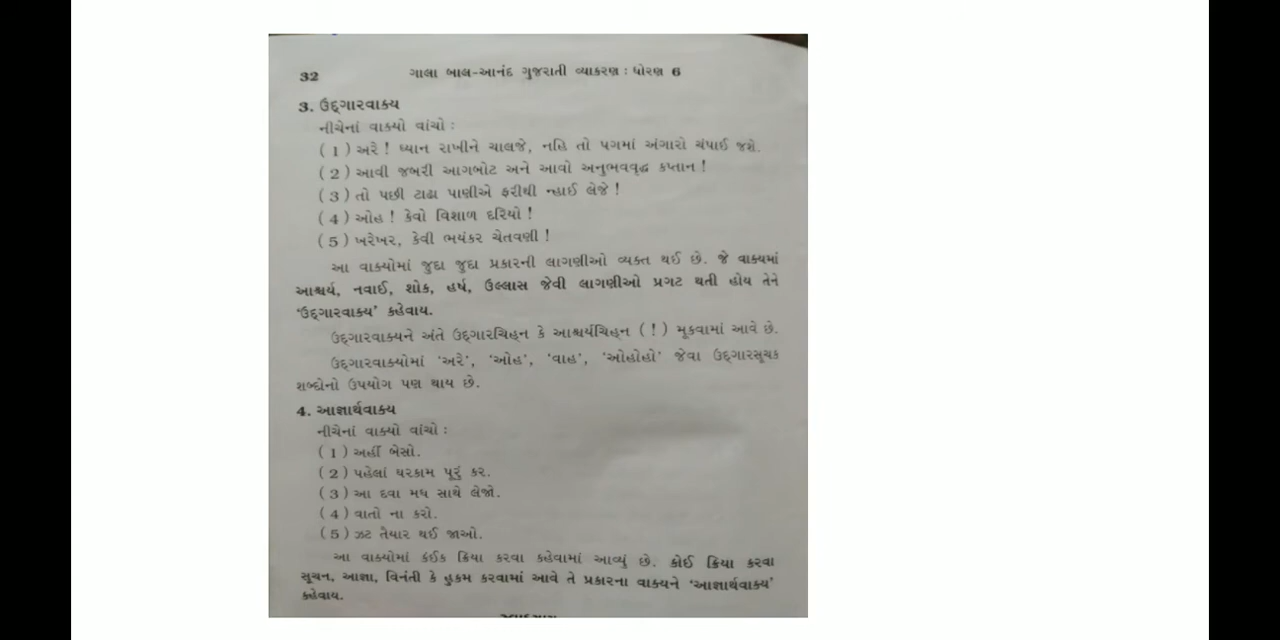 32
ગાલા બાલ-આનંદ ગુજરાતી વ્યાકરણ : ધોરણ 6
3. ઉદ્ગારવાક્ય
નીચેનાં વાક્યો વાંચો :
(1) અરે ! ધ્યાન રાખીને ચાલજે, નહિ તો પગમાં અંગારો ચંપાઈ જશે.
(2) આવી જબરી આગબોટ અને આવો અનુભવવૃદ્ધ કપ્તાન !
(3) તો પછી ટાઢા પાણીએ ફરીથી ન્હાઈ લેજે !
(4) ઓહ ! કેવો વિશાળ દરિયો !
(5) ખરેખર, કેવી ભયંકર ચેતવણી !
આ વાક્યોમાં જુદા જુદા પ્રકારની લાગણીઓ વ્યક્ત થઈ છે. જે વાક્યમાં
આશ્ચર્ય, નવાઈ, શોક, હર્ષ, ઉલ્લાસ જેવી લાગણીઓ પ્રગટ થતી હોય તેને
‘ઉદ્ગારવાક્ય’ કહેવાય.
ઉદ્ગારવાક્યને અંતે ઉદ્ગારચિહ્ન કે આશ્ચર્યચિહ્ન (!) મૂકવામાં આવે છે.
ઉદ્ગારવાક્યોમાં ‘અરે’, ‘ઓહ’, ‘વાહ’, ‘ઓહોહો’ જેવા ઉદ્ગારસૂચક
શબ્દોનો ઉપયોગ પણ થાય છે.
4. આજ્ઞાર્થવાક્ય
નીચેનાં વાક્યો વાંચો :
(1) અહીં બેસો.
(2) પહેલાં ઘરકામ પૂરું કર.
(3) આ દવા મધ સાથે લેજો.
(4) વાતો ના કરો.
(5) ઝટ તૈયાર થઈ જાઓ.
આ વાક્યોમાં કંઈક ક્રિયા કરવા કહેવામાં આવ્યું છે. કોઈ ક્રિયા કરવા
સૂચન, આજ્ઞા, વિનંતી કે હુકમ કરવામાં આવે તે પ્રકારના વાક્યને ‘આજ્ઞાર્થવાક્ય’
કહેવાય.